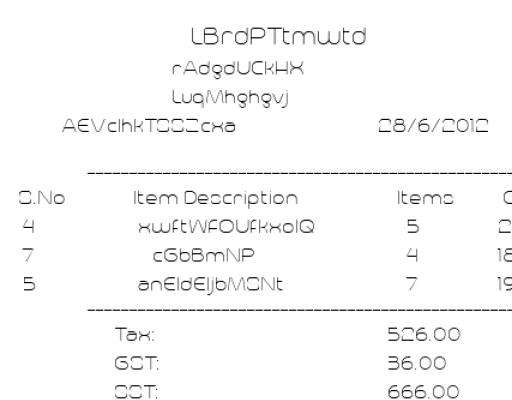 LBrdPTtmwtd
rAdgdUCkHX
LuqMhghgvj
AEVclhkTSSZcxa 28/6/2012
S.No Item Description Items
4 xwftWFOUfkxolQ 5
7 cGbBmNP 4 18
5 anEldEljbMSNt 7 19
Tax: 526.00
GST: 36.00
SST: 666.00